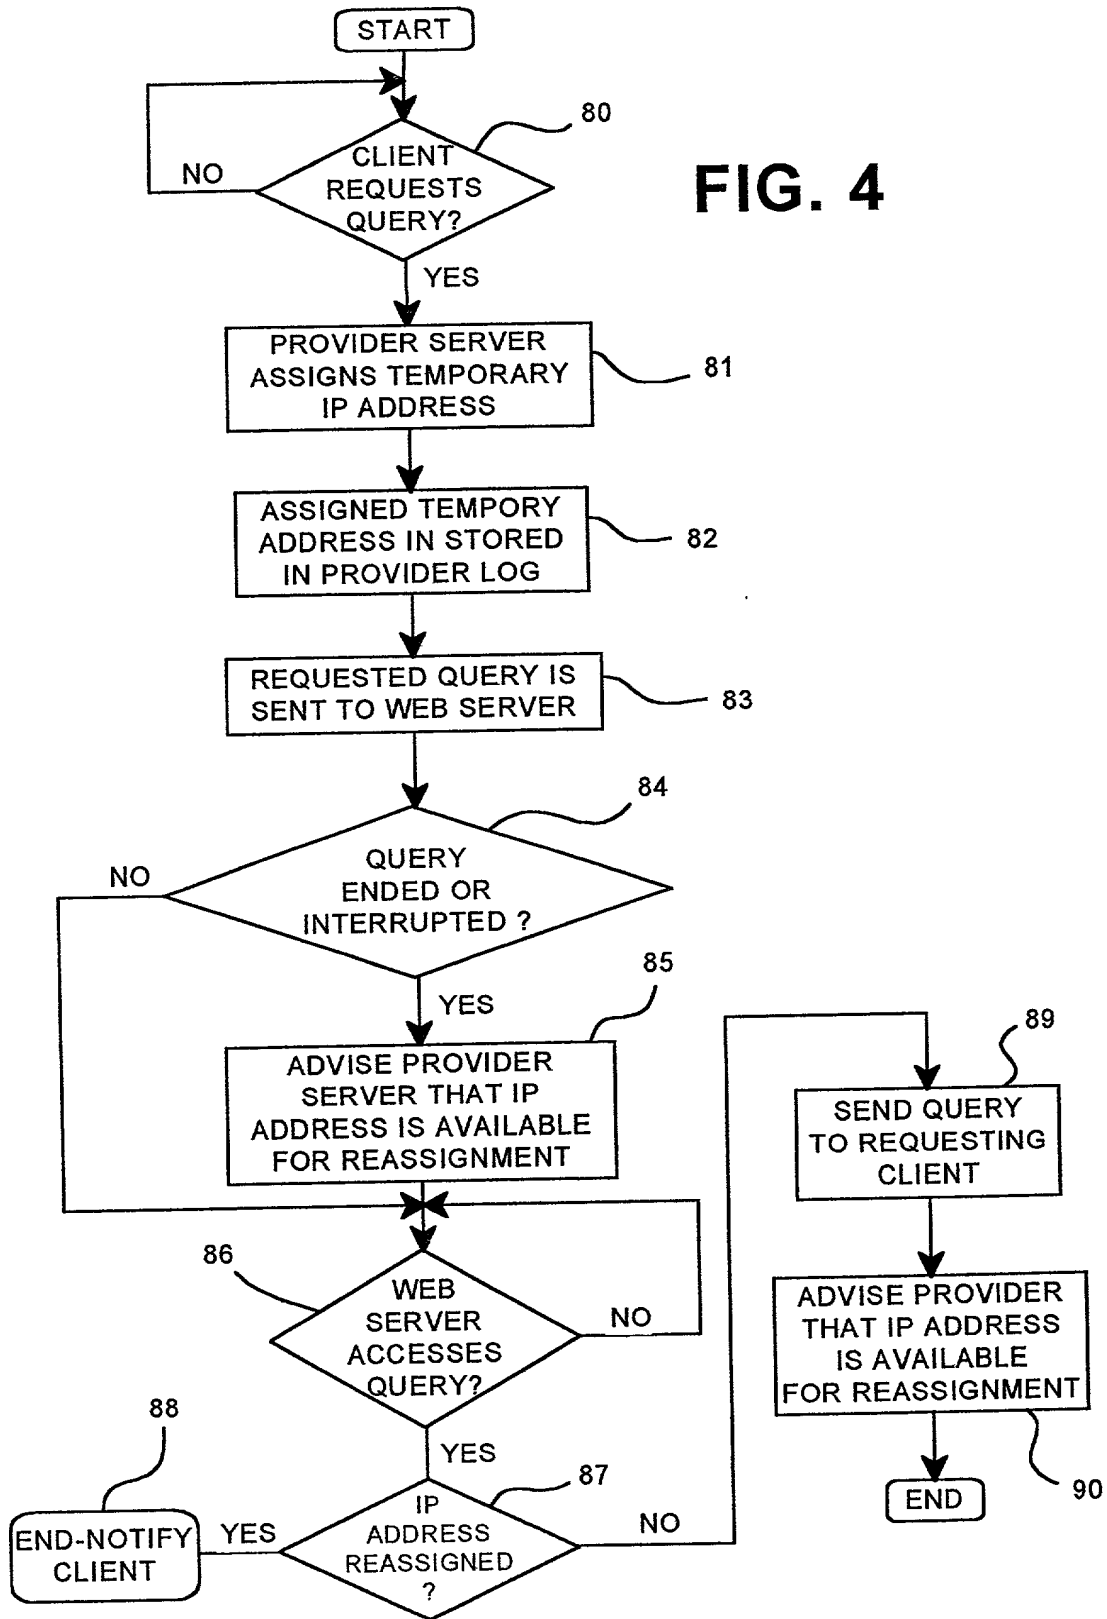 START
80
CLIENT
REQUESTS
QUERY?
NO
FIG. 4
YES
PROVIDER SERVER
ASSIGNS TEMPORARY
IP ADDRESS
81
ASSIGNED TEMPORY
ADDRESS IN STORED
IN PROVIDER LOG
82
REQUESTED QUERY IS
SENT TO WEB SERVER
83
84
QUERY
ENDED OR
INTERRUPTED ?
NO
YES
85
ADVISE PROVIDER
SERVER THAT IP
ADDRESS IS AVAILABLE
FOR REASSIGNMENT
86
WEB
SERVER
ACCESSES
QUERY?
NO
YES
87
IP
ADDRESS
REASSIGNED
?
YES
88
END-NOTIFY
CLIENT
NO
89
SEND QUERY
TO REQUESTING
CLIENT
ADVISE PROVIDER
THAT IP ADDRESS
IS AVAILABLE
FOR REASSIGNMENT
90
END